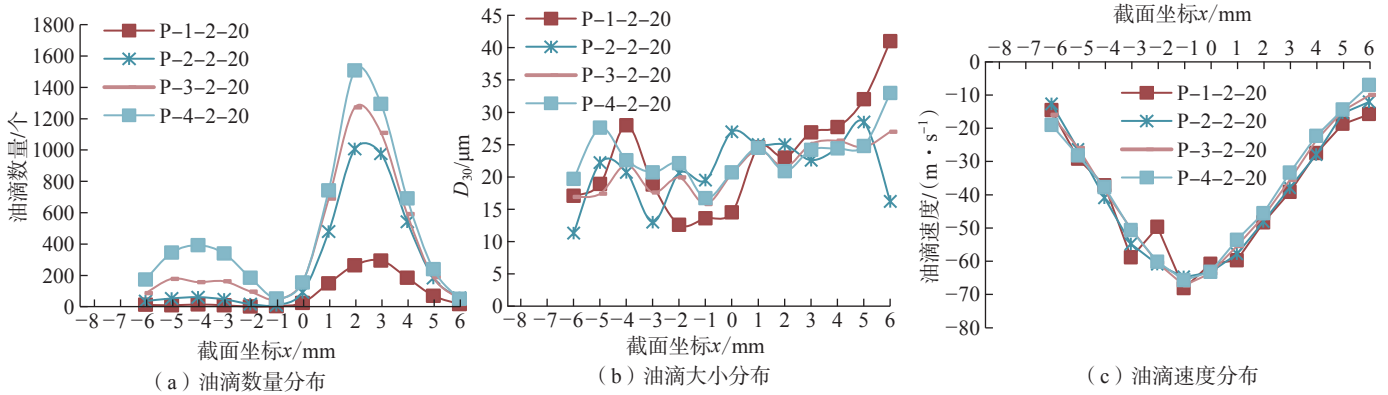 1800
1600
1400
1200
1000
800
600
400
200
0
油滴数量/个
P-1-2-20
P-2-2-20
P-3-2-20
P-4-2-20
-8 -7 -6 -5 -4 -3 -2 -1 0 1 2 3 4 5 6
截面坐标x/mm
(a)油滴数量分布
45
40
35
30
25
20
15
10
5
0
D30/μm
P-1-2-20
P-2-2-20
P-3-2-20
P-4-2-20
-8 -7 -6 -5 -4 -3 -2 -1 0 1 2 3 4 5 6
截面坐标x/mm
(b)油滴大小分布
截面坐标x/mm
-8 -7 -6 -5 -4 -3 -2 -1 0 1 2 3 4 5 6
0
-10
-20
-30
-40
-50
-60
-70
-80
油滴速度/(m·s⁻¹)
P-1-2-20
P-2-2-20
P-3-2-20
P-4-2-20
(c)油滴速度分布